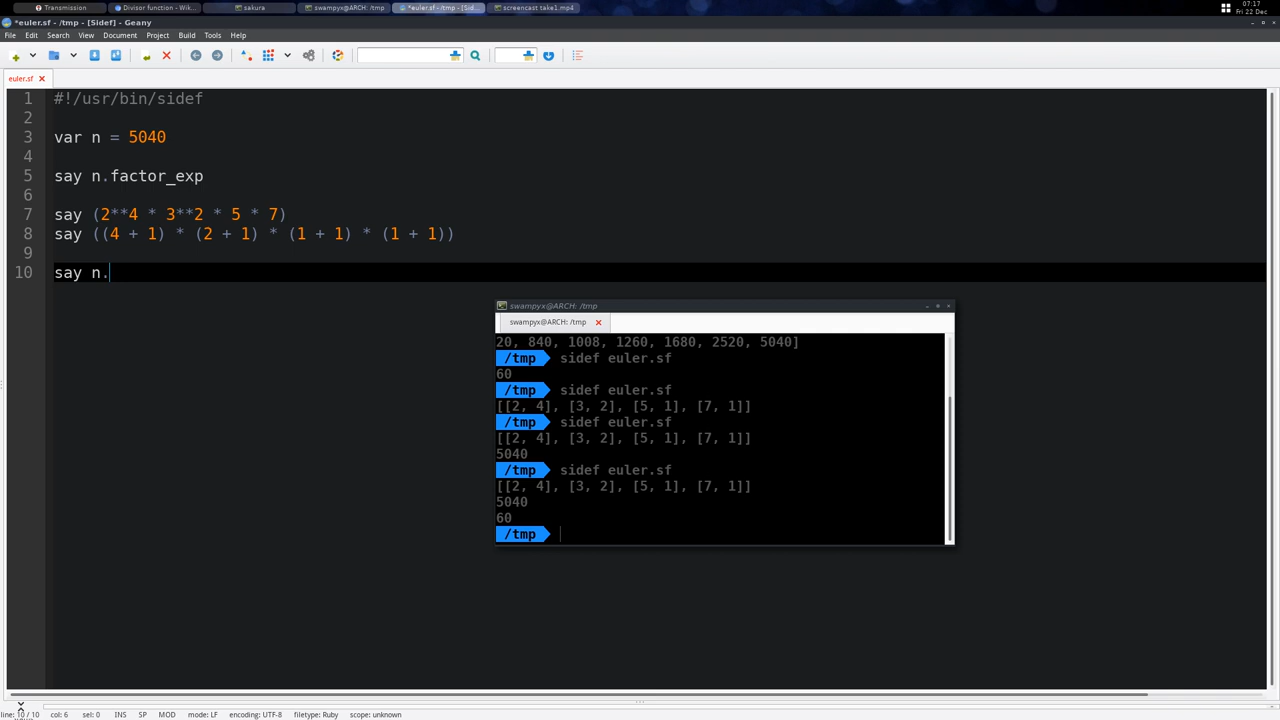 Transmission
Divisor function - Wik...
sakura
swampyx@ARCH: /tmp
*euler.sf - /tmp - [Sid...
screencast take1.mp4
07:17
Fri 22 Dec
*euler.sf - /tmp - [Sidef] - Geany
File Edit Search View Document Project Build Tools Help
euler.sf
1 #!/usr/bin/sidef
2
3 var n = 5040
4
5 say n.factor_exp
6
7 say (2**4 * 3**2 * 5 * 7)
8 say ((4 + 1) * (2 + 1) * (1 + 1) * (1 + 1))
9
10 say n.
swampyx@ARCH: /tmp
swampyx@ARCH: /tmp
20, 840, 1008, 1260, 1680, 2520, 5040]
/tmp sidef euler.sf
60
/tmp sidef euler.sf
[[2, 4], [3, 2], [5, 1], [7, 1]]
/tmp sidef euler.sf
[[2, 4], [3, 2], [5, 1], [7, 1]]
5040
/tmp sidef euler.sf
[[2, 4], [3, 2], [5, 1], [7, 1]]
5040
60
/tmp
line: 10 / 10 col: 6 sel: 0 INS SP MOD mode: LF encoding: UTF-8 filetype: Ruby scope: unknown